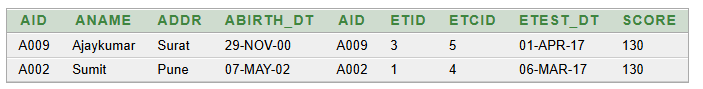 AID ANAME ADDR ABIRTH_DT AID ETID ETCID ETEST_DT SCORE
A009 Ajaykumar Surat 29-NOV-00 A009 3 5 01-APR-17 130
A002 Sumit Pune 07-MAY-02 A002 1 4 06-MAR-17 130